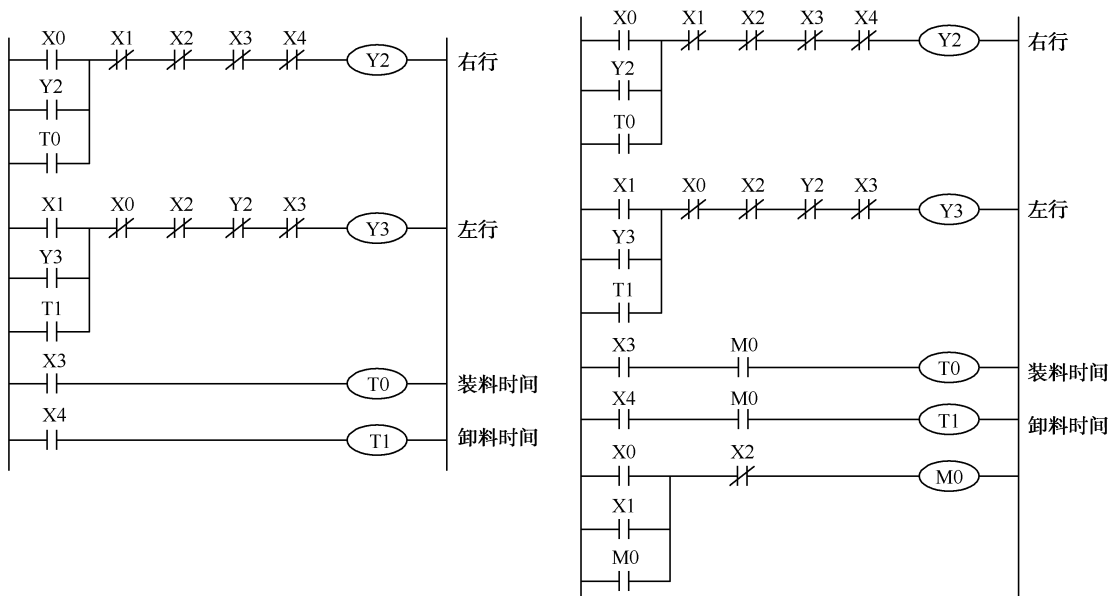 X0 X1 X2 X3 X4 Y2 右行
Y2
T0
X1 X0 X2 Y2 X3 Y3 左行
Y3
T1
X3 T0 装料时间
X4 T1 卸料时间
X0 X1 X2 X3 X4 Y2 右行
Y2
T0
X1 X0 X2 Y2 X3 Y3 左行
Y3
T1
X3 M0 T0 装料时间
X4 M0 T1 卸料时间
X0 X2 M0
X1
M0